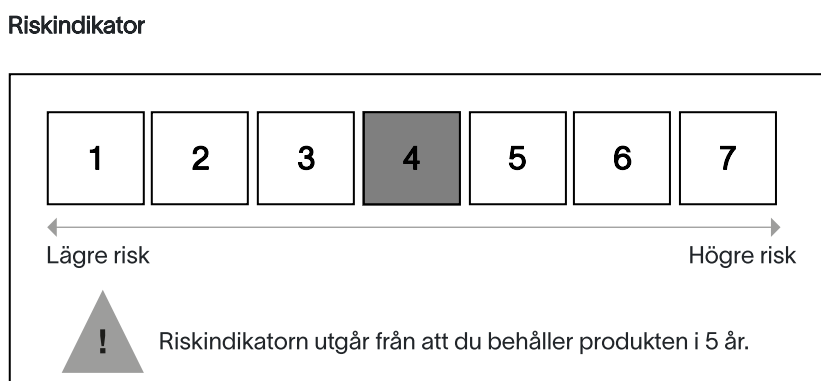 Riskindikator
1 2 3 4 5 6 7
Lägre risk Högre risk
! Riskindikatorn utgår från att du behåller produkten i 5 år.